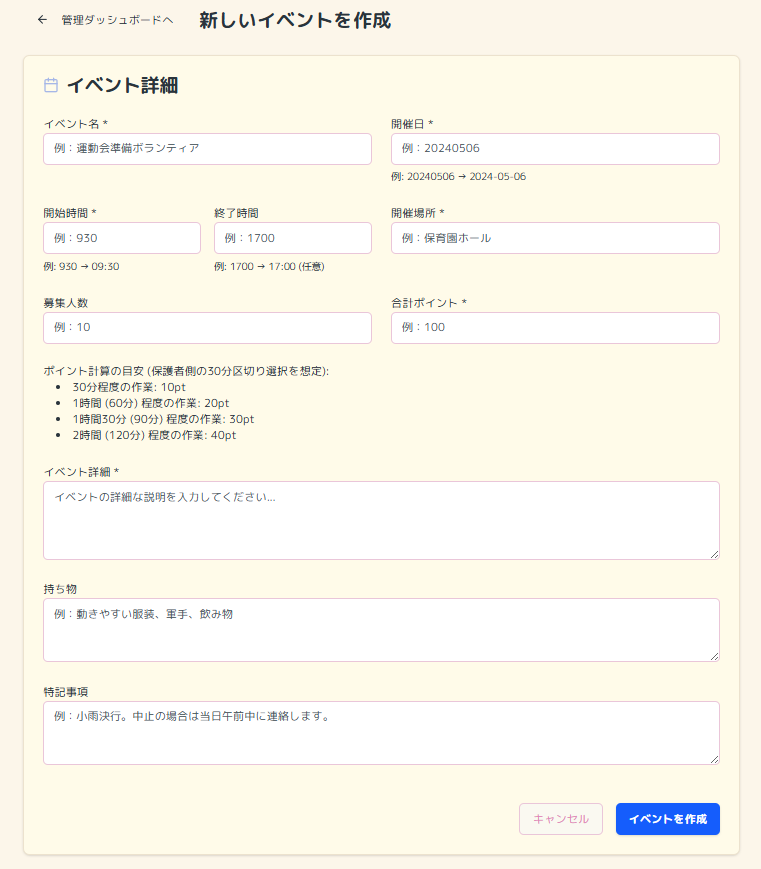 ← 管理ダッシュボードへ 新しいイベントを作成
イベント詳細
イベント名 *
例：運動会準備ボランティア
開催日 *
例：20240506
例: 20240506 → 2024-05-06
開始時間 *
例：930
例: 930 → 09:30
終了時間
例：1700
例: 1700 → 17:00 (任意)
開催場所 *
例：保育園ホール
募集人数
例：10
合計ポイント *
例：100
ポイント計算の目安 (保護者側の30分区切り選択を想定):
• 30分程度の作業: 10pt
• 1時間 (60分) 程度の作業: 20pt
• 1時間30分 (90分) 程度の作業: 30pt
• 2時間 (120分) 程度の作業: 40pt
イベント詳細 *
イベントの詳細な説明を入力してください...
持ち物
例：動きやすい服装、軍手、飲み物
特記事項
例：小雨決行。中止の場合は当日午前中に連絡します。
キャンセル
イベントを作成